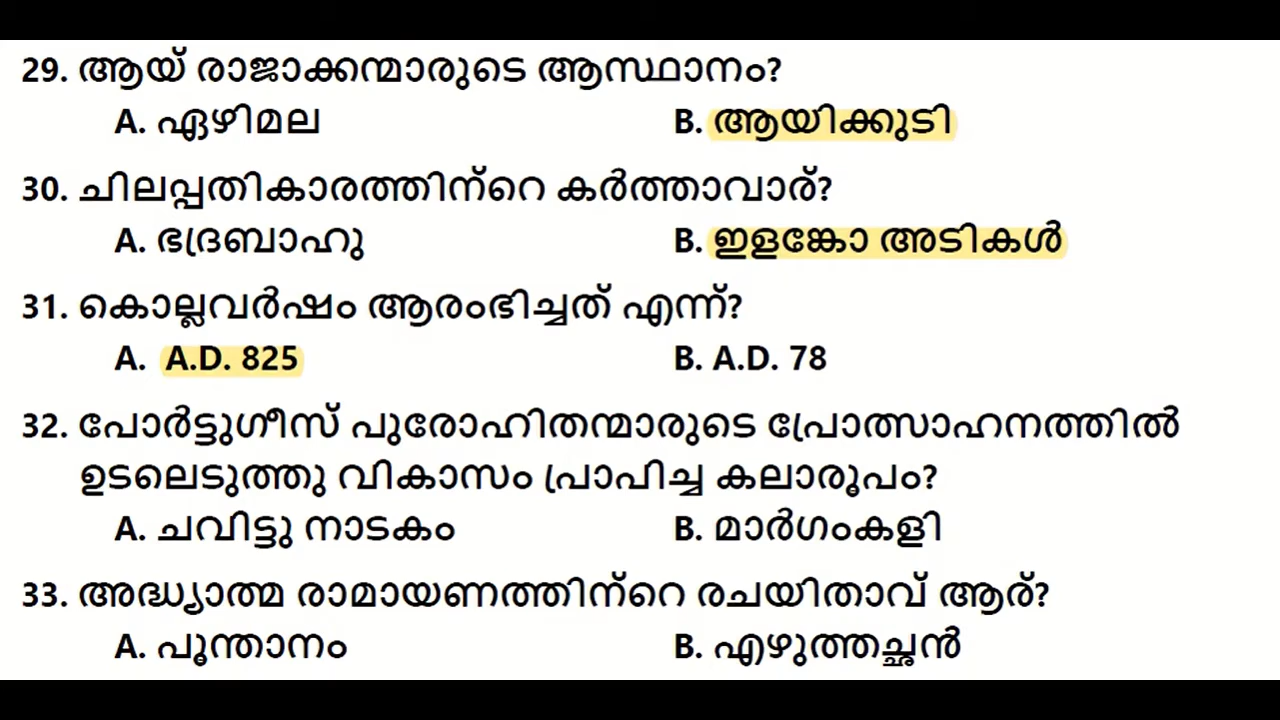 29. ആയ് രാജാക്കന്മാരുടെ ആസ്ഥാനം?
A. ഏഴിമല B. ആയിക്കുടി
30. ചിലപ്പതികാരത്തിന്റെ കർത്താവാര്?
A. ഭദ്രബാഹു B. ഇളങ്കോ അടികൾ
31. കൊല്ലവർഷം ആരംഭിച്ചത് എന്ന്?
A. A.D. 825 B. A.D. 78
32. പോർട്ടുഗീസ് പുരോഹിതന്മാരുടെ പ്രോത്സാഹനത്തിൽ
ഉടലെടുത്തു വികാസം പ്രാപിച്ച കലാരൂപം?
A. ചവിട്ടു നാടകം B. മാർഗംകളി
33. അദ്ധ്യാത്മ രാമായണത്തിന്റെ രചയിതാവ് ആര്?
A. പൂന്താനം B. എഴുത്തച്ഛൻ